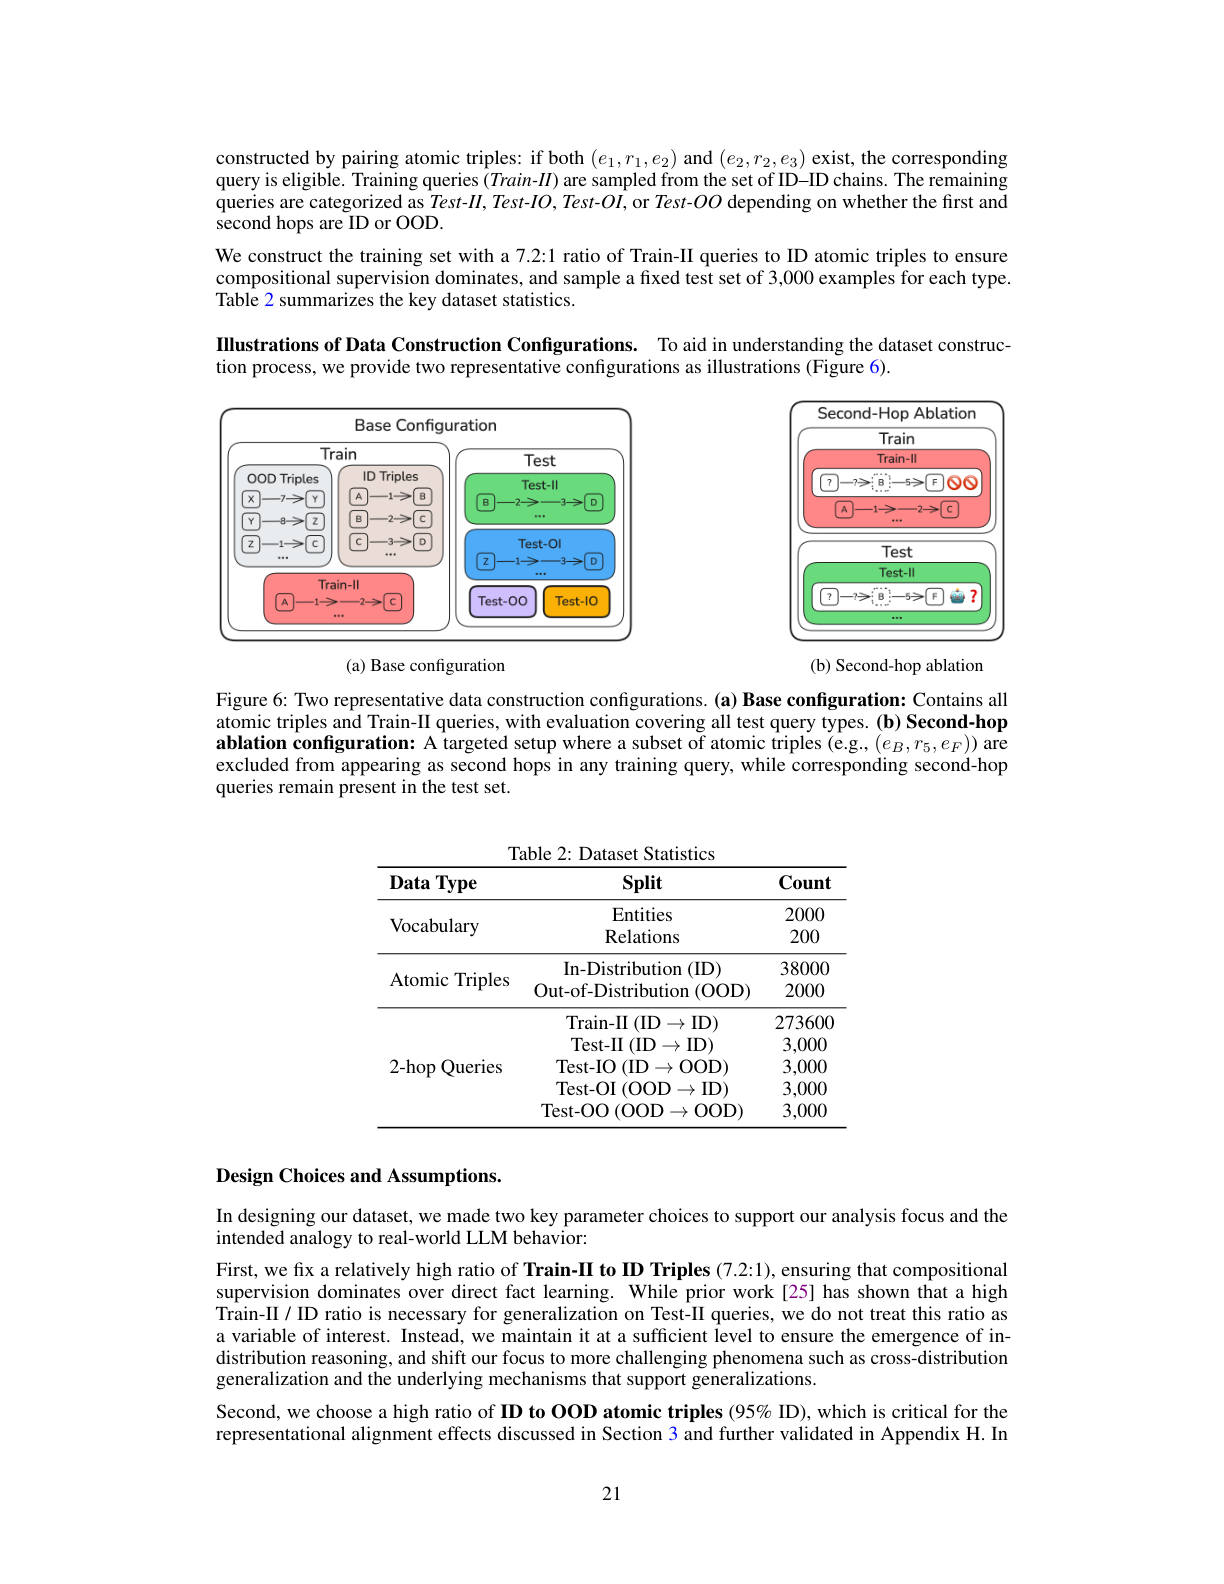 constructed by pairing atomic triples: if both (e₁, r₁, e₂) and (e₂, r₂, e₃) exist, the corresponding
query is eligible. Training queries (Train-II) are sampled from the set of ID–ID chains. The remaining
queries are categorized as Test-II, Test-IO, Test-OI, or Test-OO depending on whether the first and
second hops are ID or OOD.
We construct the training set with a 7.2:1 ratio of Train-II queries to ID atomic triples to ensure
compositional supervision dominates, and sample a fixed test set of 3,000 examples for each type.
Table 2 summarizes the key dataset statistics.
Illustrations of Data Construction Configurations. To aid in understanding the dataset construc-
tion process, we provide two representative configurations as illustrations (Figure 6).
Base Configuration
Train
OOD Triples
X 7 Y
Y 8 Z
Z 1 C
...
ID Triples
A 1 B
B 2 C
C 3 D
...
Train-II
A 1 2 C
...
Test
Test-II
B 2 3 D
...
Test-OI
Z 1 3 D
...
Test-OO
Test-IO
(a) Base configuration
Second-Hop Ablation
Train
Train-II
? ? B 5 F
A 1 2 C
...
Test
Test-II
? ? B 5 F ?
...
(b) Second-hop ablation
Figure 6: Two representative data construction configurations. (a) Base configuration: Contains all
atomic triples and Train-II queries, with evaluation covering all test query types. (b) Second-hop
ablation configuration: A targeted setup where a subset of atomic triples (e.g., (e_B, r₅, e_F)) are
excluded from appearing as second hops in any training query, while corresponding second-hop
queries remain present in the test set.
Table 2: Dataset Statistics
Data Type Split Count
Vocabulary
Entities 2000
Relations 200
Atomic Triples
In-Distribution (ID) 38000
Out-of-Distribution (OOD) 2000
2-hop Queries
Train-II (ID → ID) 273600
Test-II (ID → ID) 3,000
Test-IO (ID → OOD) 3,000
Test-OI (OOD → ID) 3,000
Test-OO (OOD → OOD) 3,000
Design Choices and Assumptions.
In designing our dataset, we made two key parameter choices to support our analysis focus and the
intended analogy to real-world LLM behavior:
First, we fix a relatively high ratio of Train-II to ID Triples (7.2:1), ensuring that compositional
supervision dominates over direct fact learning. While prior work [25] has shown that a high
Train-II / ID ratio is necessary for generalization on Test-II queries, we do not treat this ratio as
a variable of interest. Instead, we maintain it at a sufficient level to ensure the emergence of in-
distribution reasoning, and shift our focus to more challenging phenomena such as cross-distribution
generalization and the underlying mechanisms that support generalizations.
Second, we choose a high ratio of ID to OOD atomic triples (95% ID), which is critical for the
representational alignment effects discussed in Section 3 and further validated in Appendix H. In
21